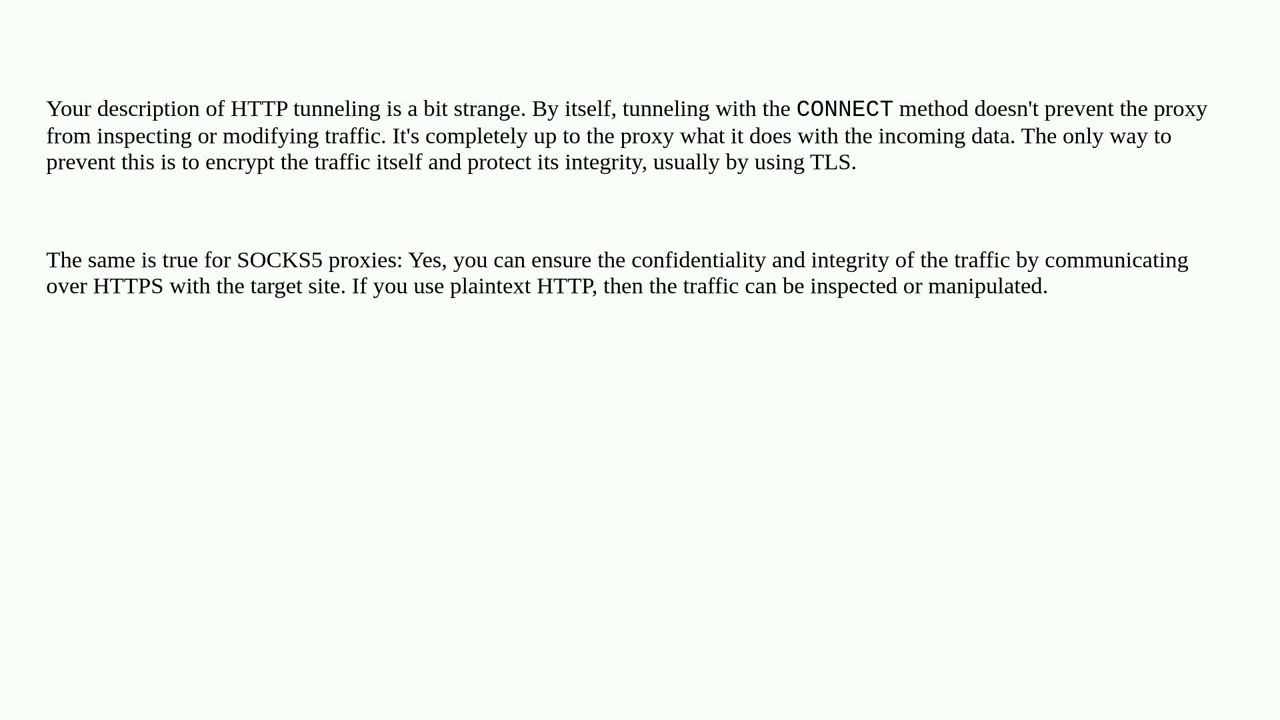 Your description of HTTP tunneling is a bit strange. By itself, tunneling with the CONNECT method doesn't prevent the proxy
from inspecting or modifying traffic. It's completely up to the proxy what it does with the incoming data. The only way to
prevent this is to encrypt the traffic itself and protect its integrity, usually by using TLS.
The same is true for SOCKS5 proxies: Yes, you can ensure the confidentiality and integrity of the traffic by communicating
over HTTPS with the target site. If you use plaintext HTTP, then the traffic can be inspected or manipulated.